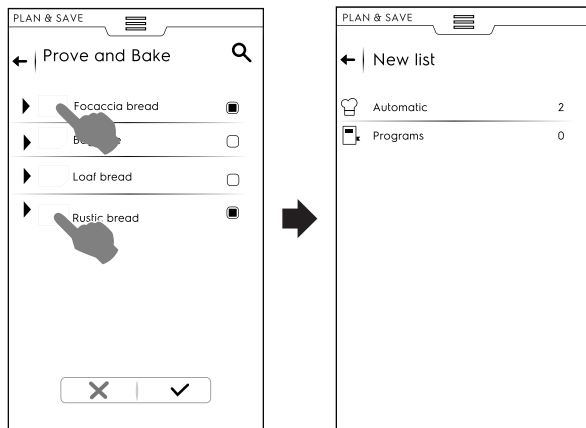 PLAN & SAVE
Prove and Bake
Focaccia bread
Loaf bread
Rustic bread
PLAN & SAVE
New list
Automatic 2
Programs 0